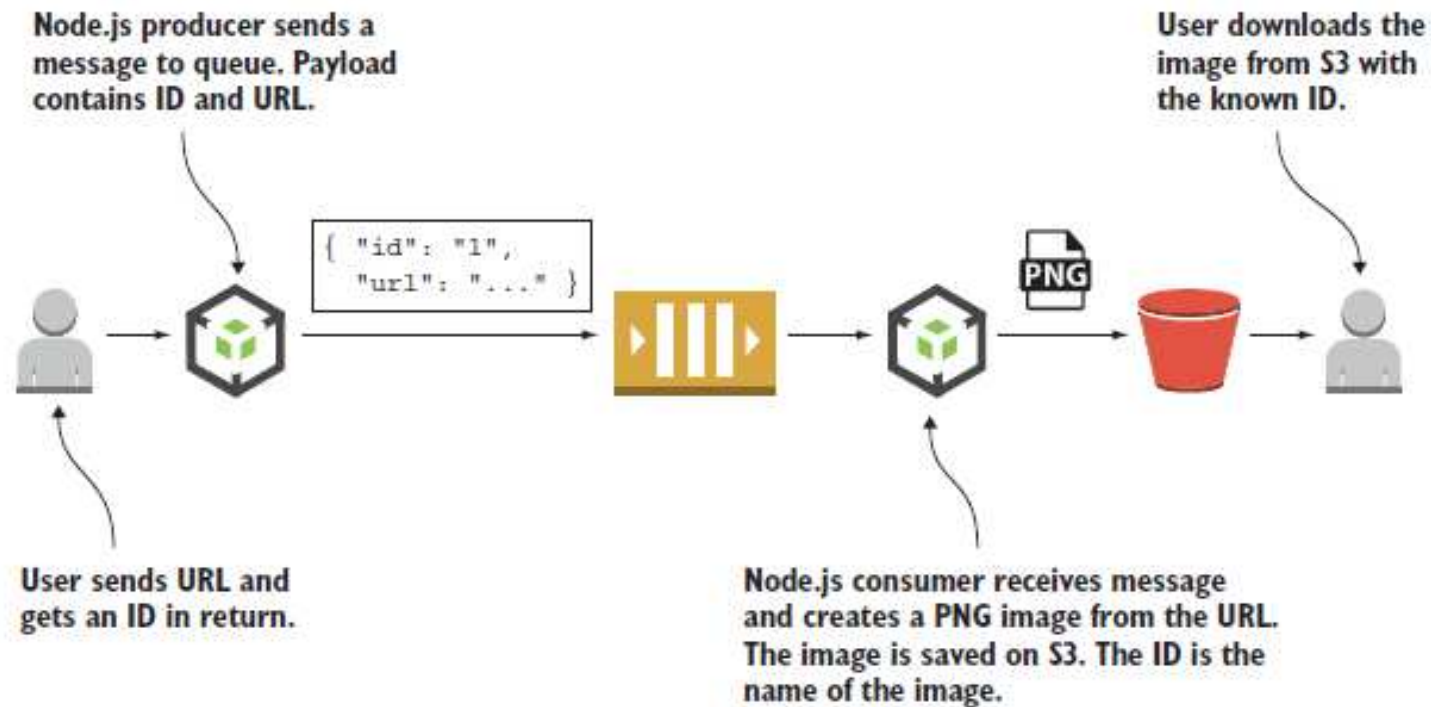 Node.js producer sends a
message to queue. Payload
contains ID and URL.
User downloads the
image from S3 with
the known ID.
{ "id": "1",
"url": "..." }
PNG
User sends URL and
gets an ID in return.
Node.js consumer receives message
and creates a PNG image from the URL.
The image is saved on S3. The ID is the
name of the image.